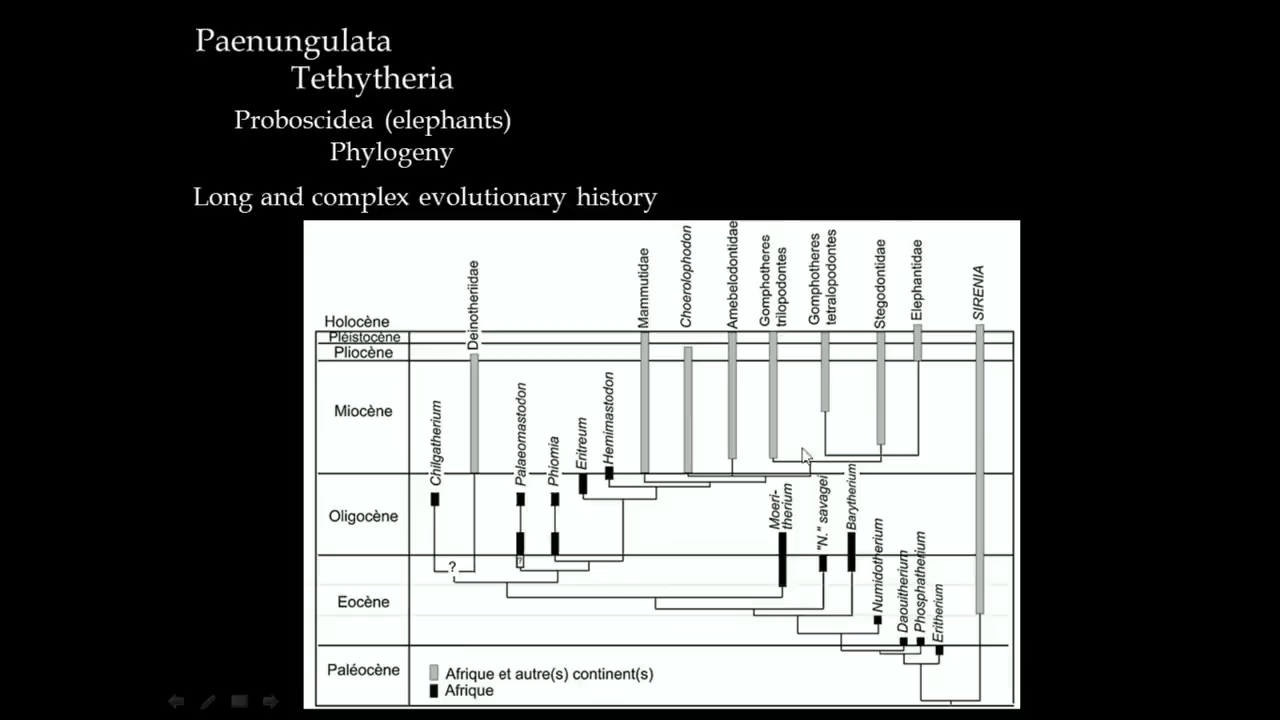 Paenungulata
Tethytheria
Proboscidea (elephants)
Phylogeny
Long and complex evolutionary history
Deinotheriidae
Mammutidae
Choerolophodon
Amebelodontidae
Gomphotheres
trilopodontes
Gomphotheres
tetralopodontes
Stegodontidae
Elephantidae
SIRENIA
Holocène
Pléistocène
Pliocène
Miocène
Chilgatherium
Palaeomastodon
Phiomia
Eritreum
Hemimastodon
Oligocène
Moeri-
therium
"N." savagei
Barytherium
?
?
Eocène
Numidotherium
Daouitherium
Phosphatherium
Eritherium
Paléocène
Afrique et autre(s) continent(s)
Afrique